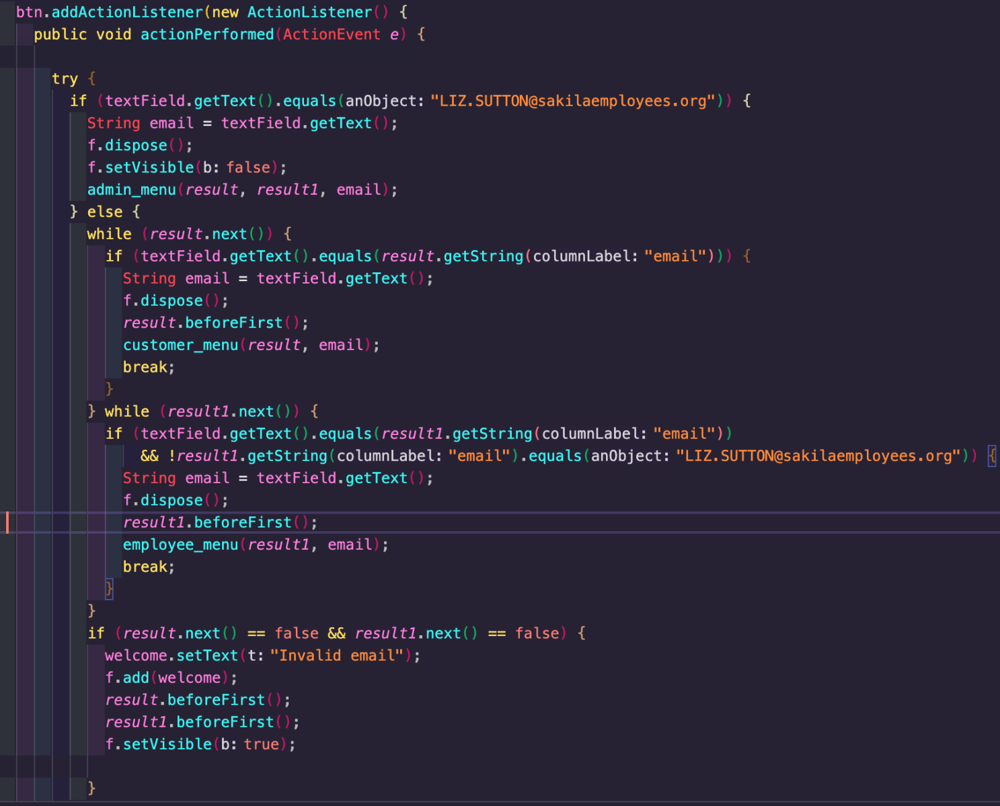 btn.addActionListener(new ActionListener() {
public void actionPerformed(ActionEvent e) {
try {
if (textField.getText().equals(anObject: "LIZ.SUTTON@sakilaemployees.org")) {
String email = textField.getText();
f.dispose();
f.setVisible(b: false);
admin_menu(result, result1, email);
} else {
while (result.next()) {
if (textField.getText().equals(result.getString(columnLabel: "email"))) {
String email = textField.getText();
f.dispose();
result.beforeFirst();
customer_menu(result, email);
break;
}
} while (result1.next()) {
if (textField.getText().equals(result1.getString(columnLabel: "email"))
&& !result1.getString(columnLabel: "email").equals(anObject: "LIZ.SUTTON@sakilaemployees.org")) {
String email = textField.getText();
f.dispose();
result1.beforeFirst();
employee_menu(result1, email);
break;
}
}
if (result.next() == false && result1.next() == false) {
welcome.setText(t: "Invalid email");
f.add(welcome);
result.beforeFirst();
result1.beforeFirst();
f.setVisible(b: true);
}